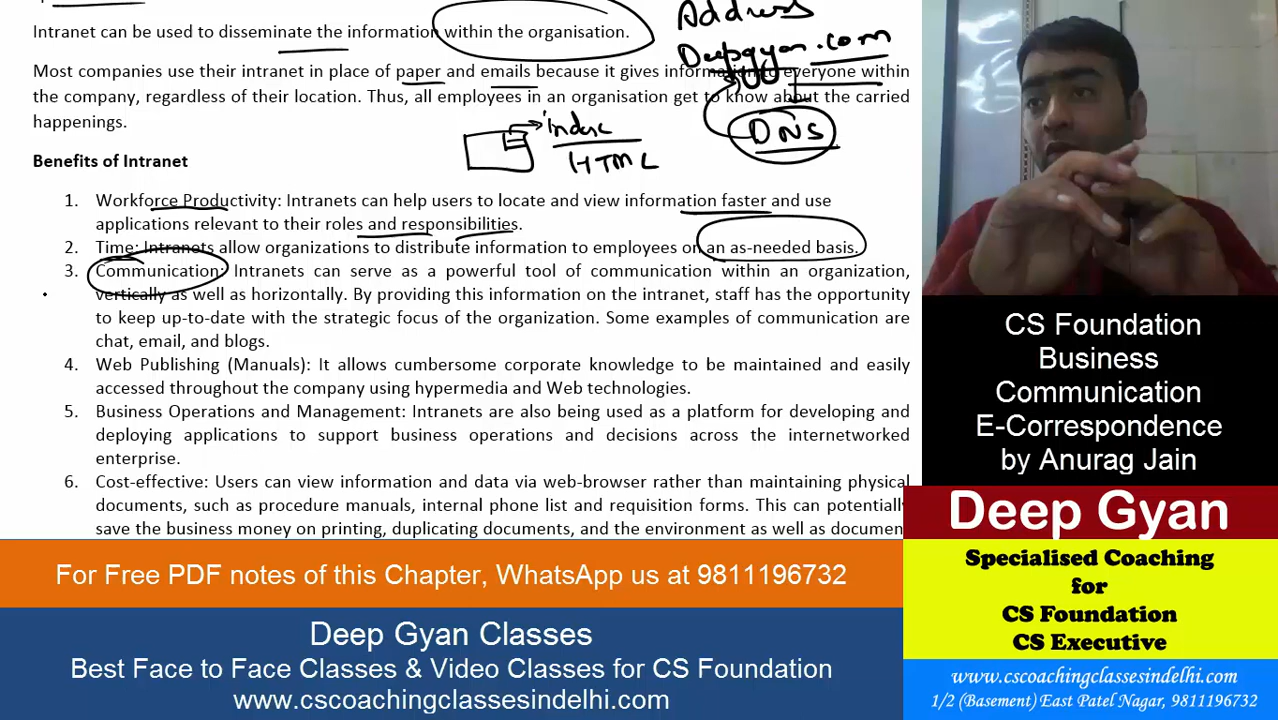 Address
Intranet can be used to disseminate the information within the organisation.
Deepgyan.com
Most companies use their intranet in place of paper and emails because it gives information to everyone within
the company, regardless of their location. Thus, all employees in an organisation get to know about the carried
happenings.
DNS
HTML
Benefits of Intranet
1. Workforce Productivity: Intranets can help users to locate and view information faster and use
applications relevant to their roles and responsibilities.
2. Time: Intranets allow organizations to distribute information to employees on an as-needed basis.
3. Communication: Intranets can serve as a powerful tool of communication within an organization,
vertically as well as horizontally. By providing this information on the intranet, staff has the opportunity
to keep up-to-date with the strategic focus of the organization. Some examples of communication are
chat, email, and blogs.
4. Web Publishing (Manuals): It allows cumbersome corporate knowledge to be maintained and easily
accessed throughout the company using hypermedia and Web technologies.
5. Business Operations and Management: Intranets are also being used as a platform for developing and
deploying applications to support business operations and decisions across the internetworked
enterprise.
6. Cost-effective: Users can view information and data via web-browser rather than maintaining physical
documents, such as procedure manuals, internal phone list and requisition forms. This can potentially
save the business money on printing, duplicating documents, and the environment as well as document
CS Foundation
Business
Communication
E-Correspondence
by Anurag Jain
Deep Gyan
Specialised Coaching
for
CS Foundation
CS Executive
www.cscoachingclassesindelhi.com
1/2 (Basement) East Patel Nagar, 9811196732
For Free PDF notes of this Chapter, WhatsApp us at 9811196732
Deep Gyan Classes
Best Face to Face Classes & Video Classes for CS Foundation
www.cscoachingclassesindelhi.com